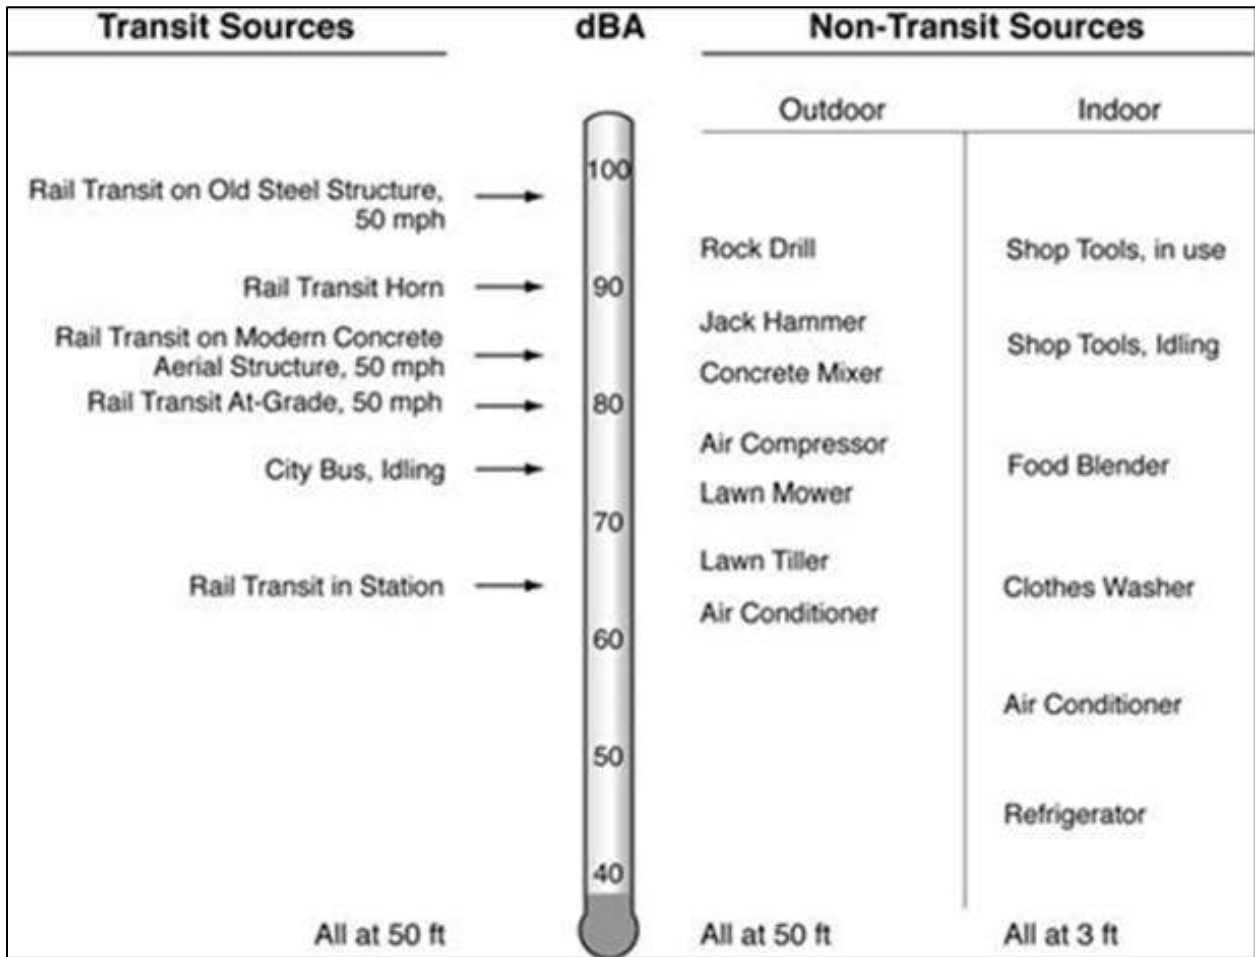 Transit Sources
dBA
Non-Transit Sources
Outdoor
Indoor
Rail Transit on Old Steel Structure,
50 mph
Rail Transit Horn
Rail Transit on Modern Concrete
Aerial Structure, 50 mph
Rail Transit At-Grade, 50 mph
City Bus, Idling
Rail Transit in Station
All at 50 ft
100
90
80
70
60
50
40
Rock Drill
Jack Hammer
Concrete Mixer
Air Compressor
Lawn Mower
Lawn Tiller
Air Conditioner
All at 50 ft
Shop Tools, in use
Shop Tools, Idling
Food Blender
Clothes Washer
Air Conditioner
Refrigerator
All at 3 ft